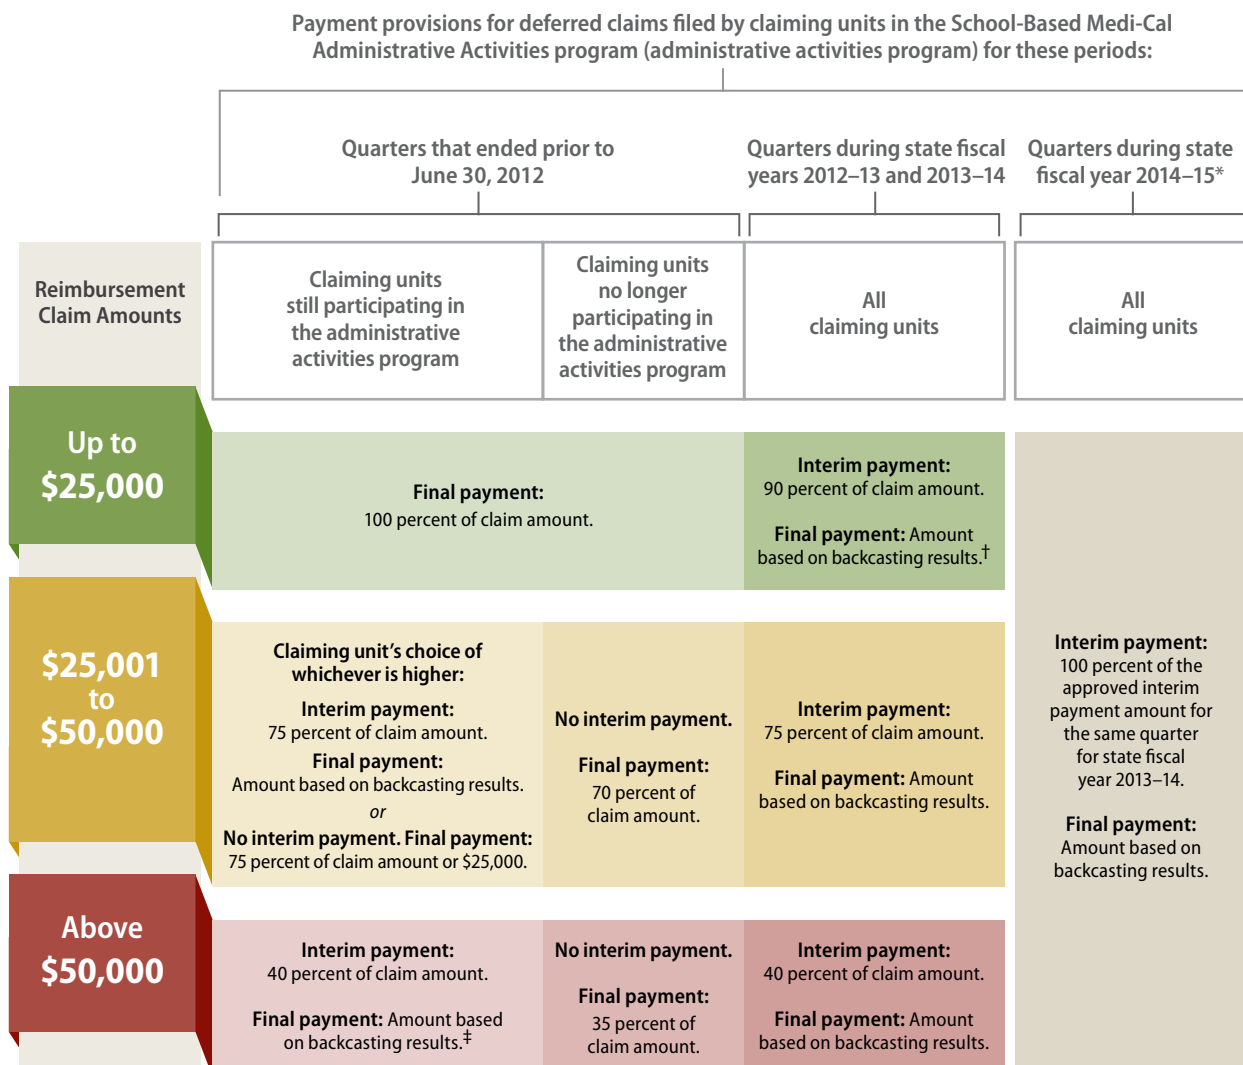 Payment provisions for deferred claims filed by claiming units in the School-Based Medi-Cal
Administrative Activities program (administrative activities program) for these periods:
Quarters that ended prior to
June 30, 2012
Quarters during state fiscal
years 2012–13 and 2013–14
Quarters during state
fiscal year 2014–15*
Reimbursement
Claim Amounts
Claiming units
still participating in
the administrative
activities program
Claiming units
no longer
participating in
the administrative
activities program
All
claiming units
All
claiming units
Up to
$25,000
Final payment:
100 percent of claim amount.
Interim payment:
90 percent of claim amount.
Final payment: Amount
based on backcasting results.†
$25,001
to
$50,000
Claiming unit’s choice of
whichever is higher:
Interim payment:
75 percent of claim amount.
Final payment:
Amount based on backcasting results.
or
No interim payment. Final payment:
75 percent of claim amount or $25,000.
No interim payment.
Final payment:
70 percent of
claim amount.
Interim payment:
75 percent of claim amount.
Final payment: Amount
based on backcasting results.
Interim payment:
100 percent of the
approved interim
payment amount for
the same quarter
for state fiscal
year 2013–14.
Final payment:
Amount based on
backcasting results.
Above
$50,000
Interim payment:
40 percent of claim amount.
Final payment: Amount based
on backcasting results.‡
No interim payment.
Final payment:
35 percent of
claim amount.
Interim payment:
40 percent of claim amount.
Final payment: Amount
based on backcasting results.